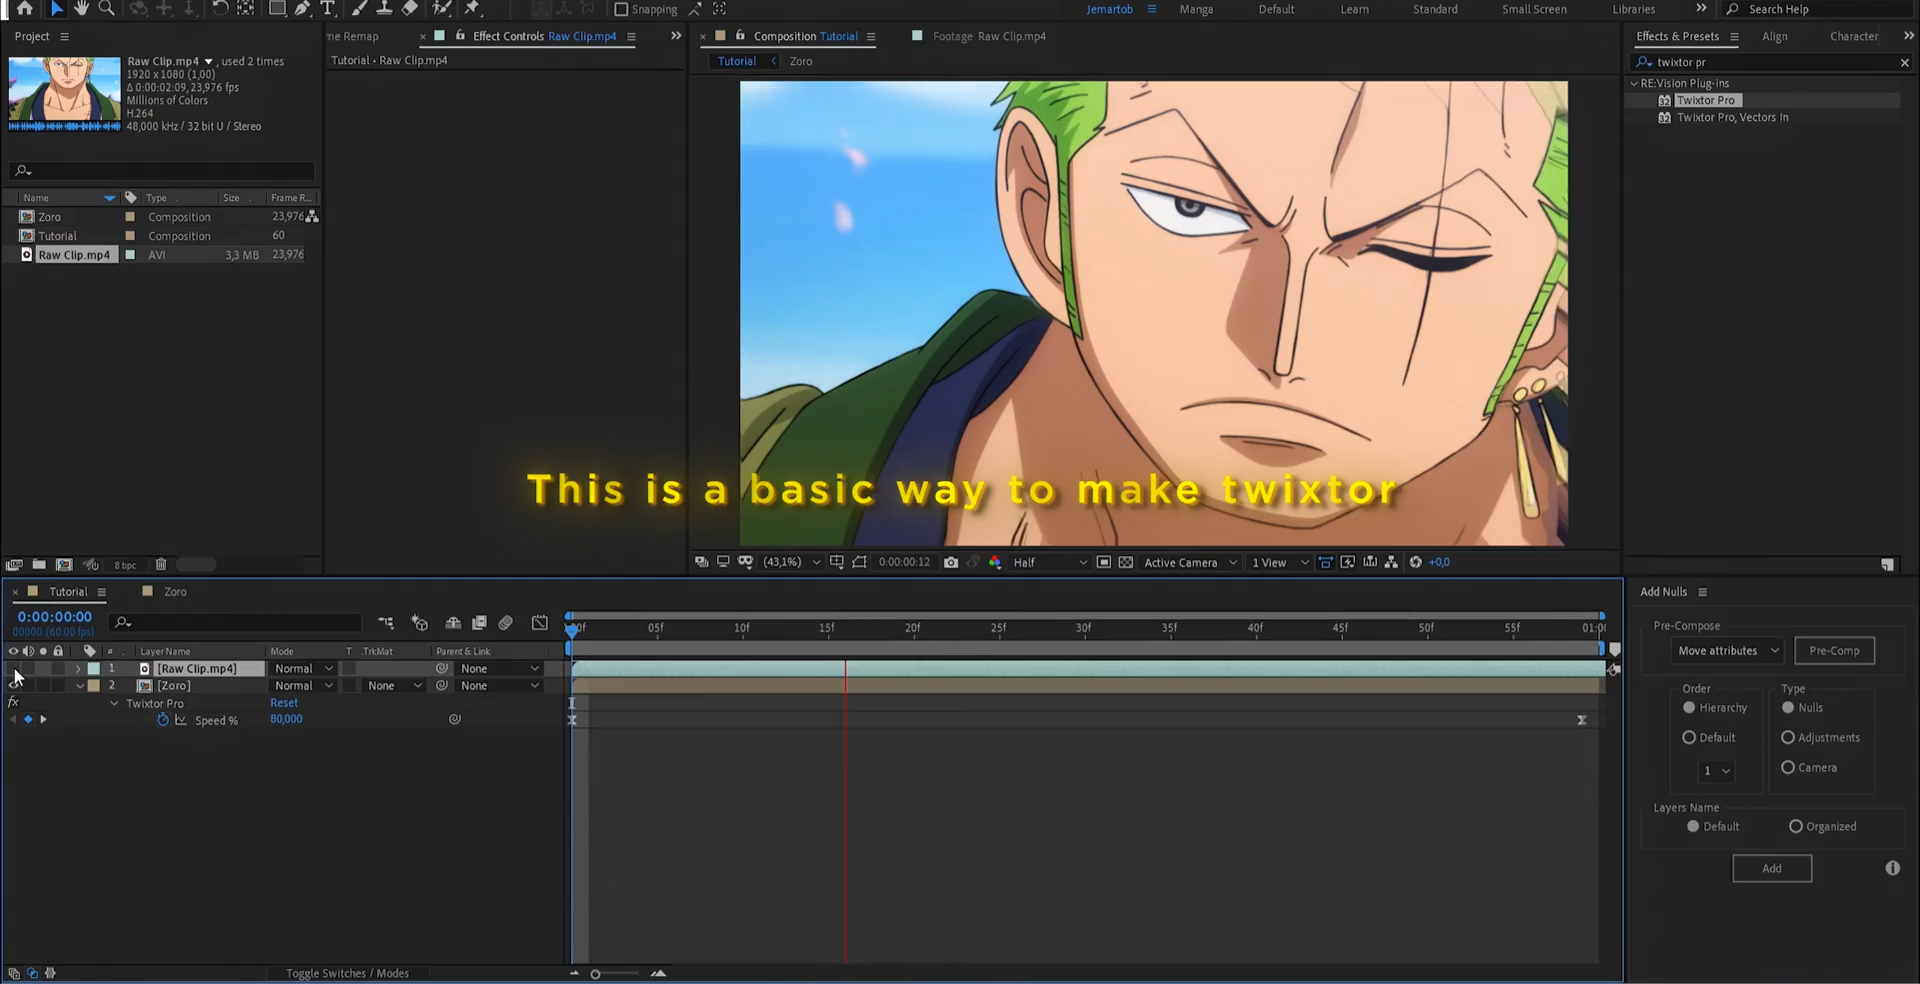 Snapping
Jemartob
Manga
Default
Learn
Standard
Small Screen
Libraries
Search Help
Project
me Remap
Effect Controls Raw Clip.mp4
Composition Tutorial
Footage Raw Clip.mp4
Effects & Presets
Align
Character
Raw Clip.mp4 , used 2 times
1920 x 1080 (1,00)
Δ 0:00:02:09, 23,976 fps
Millions of Colors
H.264
48,000 kHz / 32 bit U / Stereo
Tutorial • Raw Clip.mp4
Tutorial
Zoro
twixtor pr
RE:Vision Plug-ins
Twixtor Pro
Twixtor Pro, Vectors In
Name Type Size Frame R...
Zoro Composition 23,976
Tutorial Composition 60
Raw Clip.mp4 AVI 3,3 MB 23,976
This is a basic way to make twixtor
8 bpc
(43,1%)
0:00:00:12
Half
Active Camera
1 View
+0,0
Tutorial
Zoro
0:00:00:00
00000 (60.00 fps)
05f 10f 15f 20f 25f 30f 35f 40f 45f 50f 55f
# Layer Name Mode T .TrkMat Parent & Link
1 [Raw Clip.mp4] Normal None
2 [Zoro] Normal None None
fx Twixtor Pro Reset
Speed % 80,000
Toggle Switches / Modes
Add Nulls
Pre-Compose
Move attributes
Pre-Comp
Order
Type
Hierarchy
Nulls
Default
Adjustments
1
Camera
Layers Name
Default
Organized
Add